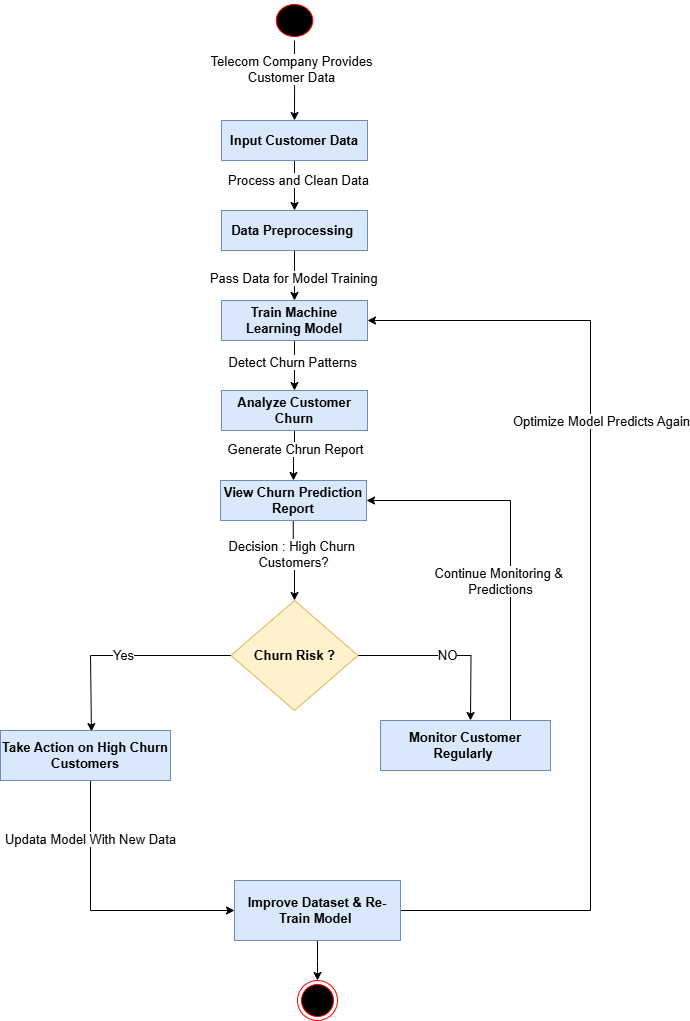 Telecom Company Provides
Customer Data
Input Customer Data
Process and Clean Data
Data Preprocessing
Pass Data for Model Training
Train Machine
Learning Model
Detect Churn Patterns
Analyze Customer
Churn
Optimize Model Predicts Again
Generate Chrun Report
View Churn Prediction
Report
Decision : High Churn
Customers?
Continue Monitoring &
Predictions
Churn Risk ?
Yes
NO
Take Action on High Churn
Customers
Monitor Customer
Regularly
Updata Model With New Data
Improve Dataset & Re-
Train Model